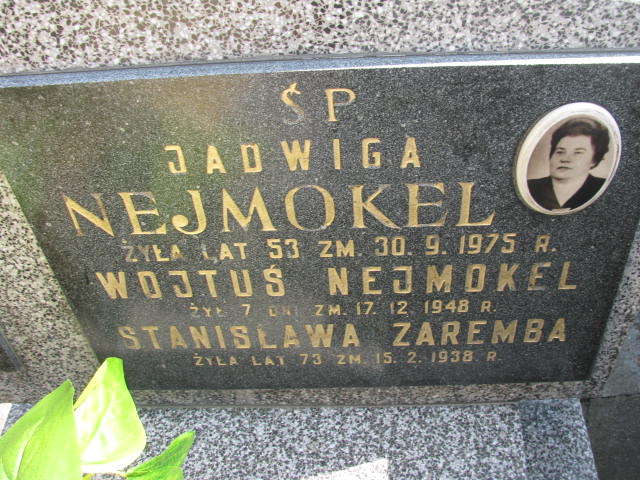 ŚP
JADWIGA
NEJMOKEL
ŻYŁA LAT 53 ZM. 30.9.1975 R.
WOJTUŚ NEJMOKEL
ŻYŁ 7 DNI ZM. 17.12 1948 R.
STANISŁAWA ZAREMBA
ŻYŁA LAT 73 ZM. 15.2.1938 R.